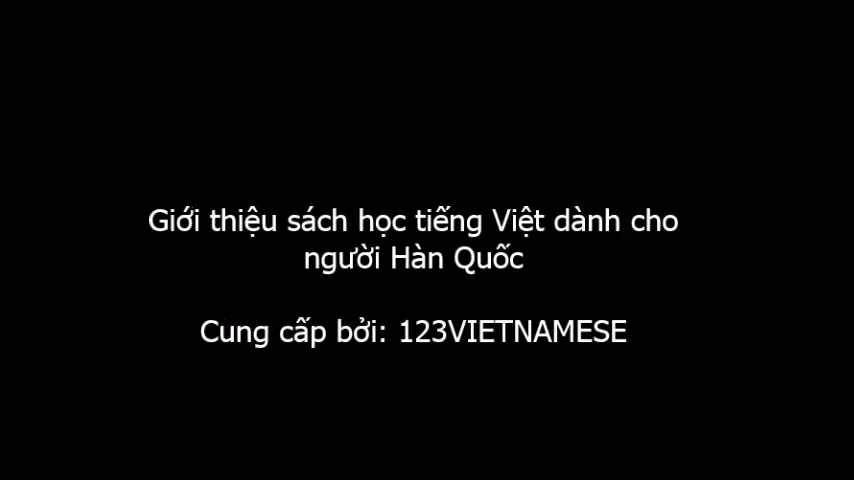 Giới thiệu sách học tiếng Việt dành cho
người Hàn Quốc
Cung cấp bởi: 123VIETNAMESE